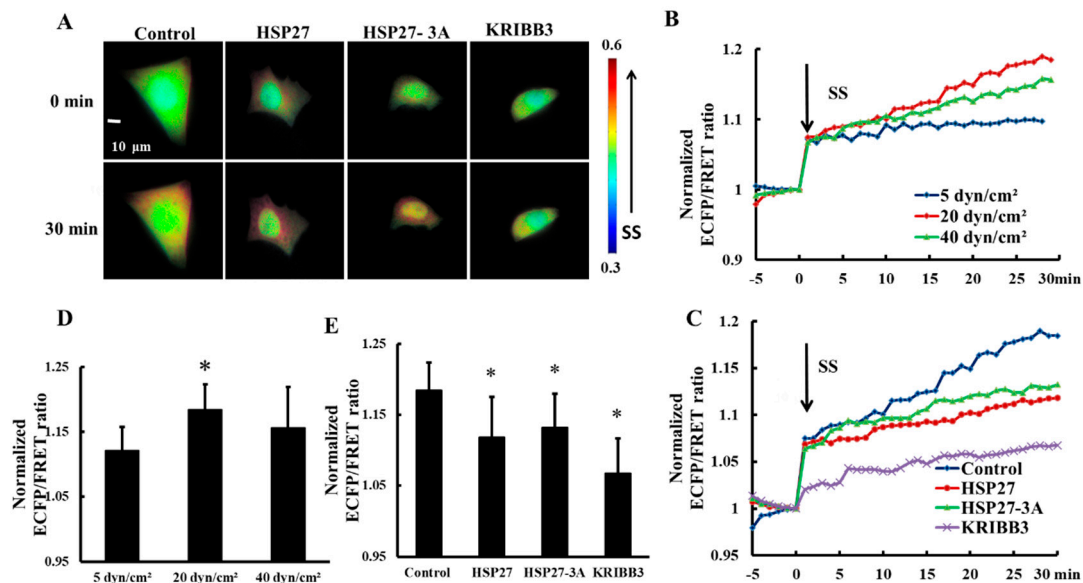 A
Control HSP27 HSP27- 3A KRIBB3
0 min
10 µm
30 min
0.6
SS
0.3
B
Normalized
ECFP/FRET ratio
1.2
1.1
1
0.9
SS
5 dyn/cm²
20 dyn/cm²
40 dyn/cm²
-5 0 5 10 15 20 25 30min
D
Normalized
ECFP/FRET ratio
1.25
1.15
1.05
0.95
*
5 dyn/cm² 20 dyn/cm² 40 dyn/cm²
E
Normalized
ECFP/FRET ratio
1.25
1.15
1.05
0.95
* * *
Control HSP27 HSP27-3A KRIBB3
C
Normalized
ECFP/FRET ratio
1.2
1.15
1.1
1.05
1
0.95
SS
Control
HSP27
HSP27-3A
KRIBB3
-5 0 5 10 15 20 25 30 min